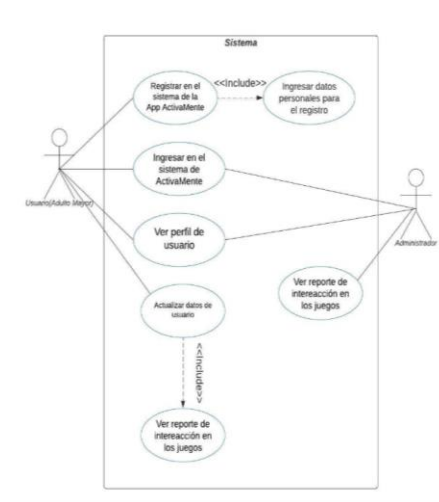 Sistema
Registrar en el
sistema de la
App ActivaMente
<<Include>>
Ingresar datos
personales para
el registro
Ingresar en el
sistema de
ActivaMente
Usuario(Adulto Mayor)
Ver perfil de
usuario
Administrador
Actualizar datos de
usuario
Ver reporte de
intereacción en
los juegos
<<Include>>
Ver reporte de
intereacción en
los juegos